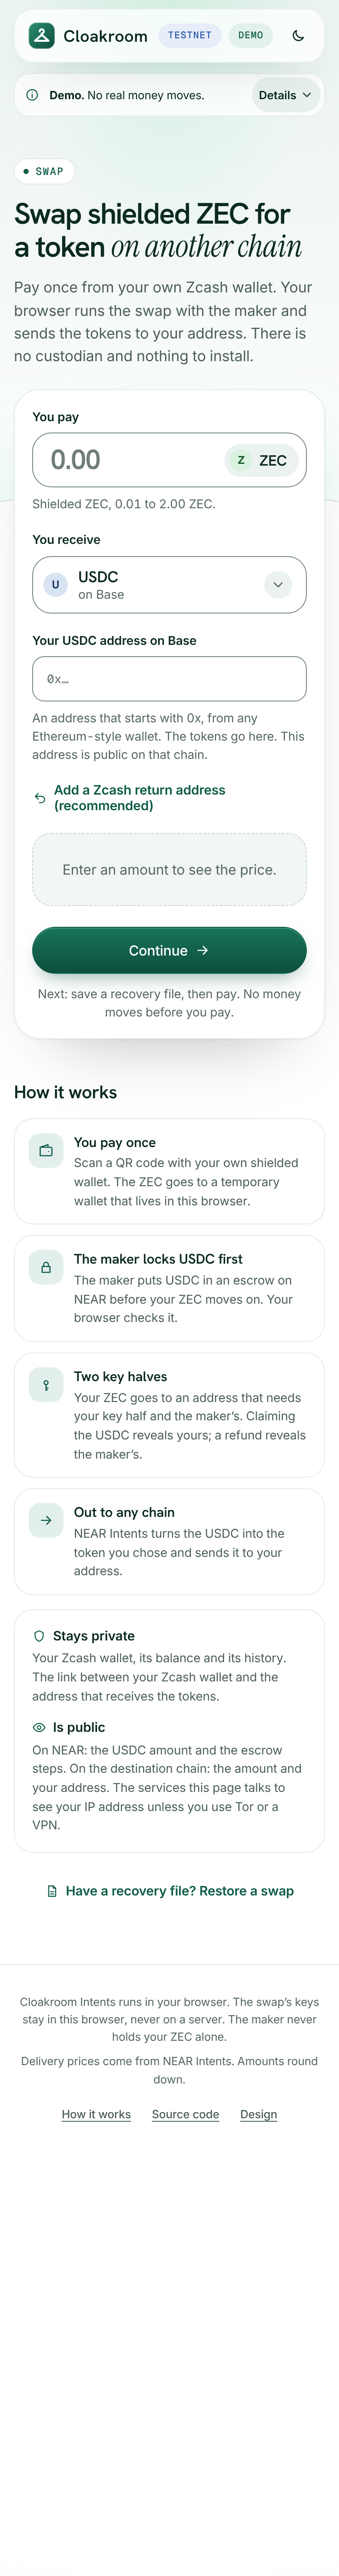 Cloakroom TESTNET DEMO
Demo. No real money moves. Details
SWAP
Swap shielded ZEC for
a token on another chain
Pay once from your own Zcash wallet. Your
browser runs the swap with the maker and
sends the tokens to your address. There is
no custodian and nothing to install.
You pay
0.00 Z ZEC
Shielded ZEC, 0.01 to 2.00 ZEC.
You receive
U USDC
on Base
Your USDC address on Base
0x…
An address that starts with 0x, from any
Ethereum-style wallet. The tokens go here. This
address is public on that chain.
Add a Zcash return address
(recommended)
Enter an amount to see the price.
Continue →
Next: save a recovery file, then pay. No money
moves before you pay.
How it works
You pay once
Scan a QR code with your own shielded
wallet. The ZEC goes to a temporary
wallet that lives in this browser.
The maker locks USDC first
The maker puts USDC in an escrow on
NEAR before your ZEC moves on. Your
browser checks it.
Two key halves
Your ZEC goes to an address that needs
your key half and the maker’s. Claiming
the USDC reveals yours; a refund reveals
the maker’s.
Out to any chain
NEAR Intents turns the USDC into the
token you chose and sends it to your
address.
Stays private
Your Zcash wallet, its balance and its history.
The link between your Zcash wallet and the
address that receives the tokens.
Is public
On NEAR: the USDC amount and the escrow
steps. On the destination chain: the amount and
your address. The services this page talks to
see your IP address unless you use Tor or a
VPN.
Have a recovery file? Restore a swap
Cloakroom Intents runs in your browser. The swap’s keys
stay in this browser, never on a server. The maker never
holds your ZEC alone.
Delivery prices come from NEAR Intents. Amounts round
down.
How it works Source code Design